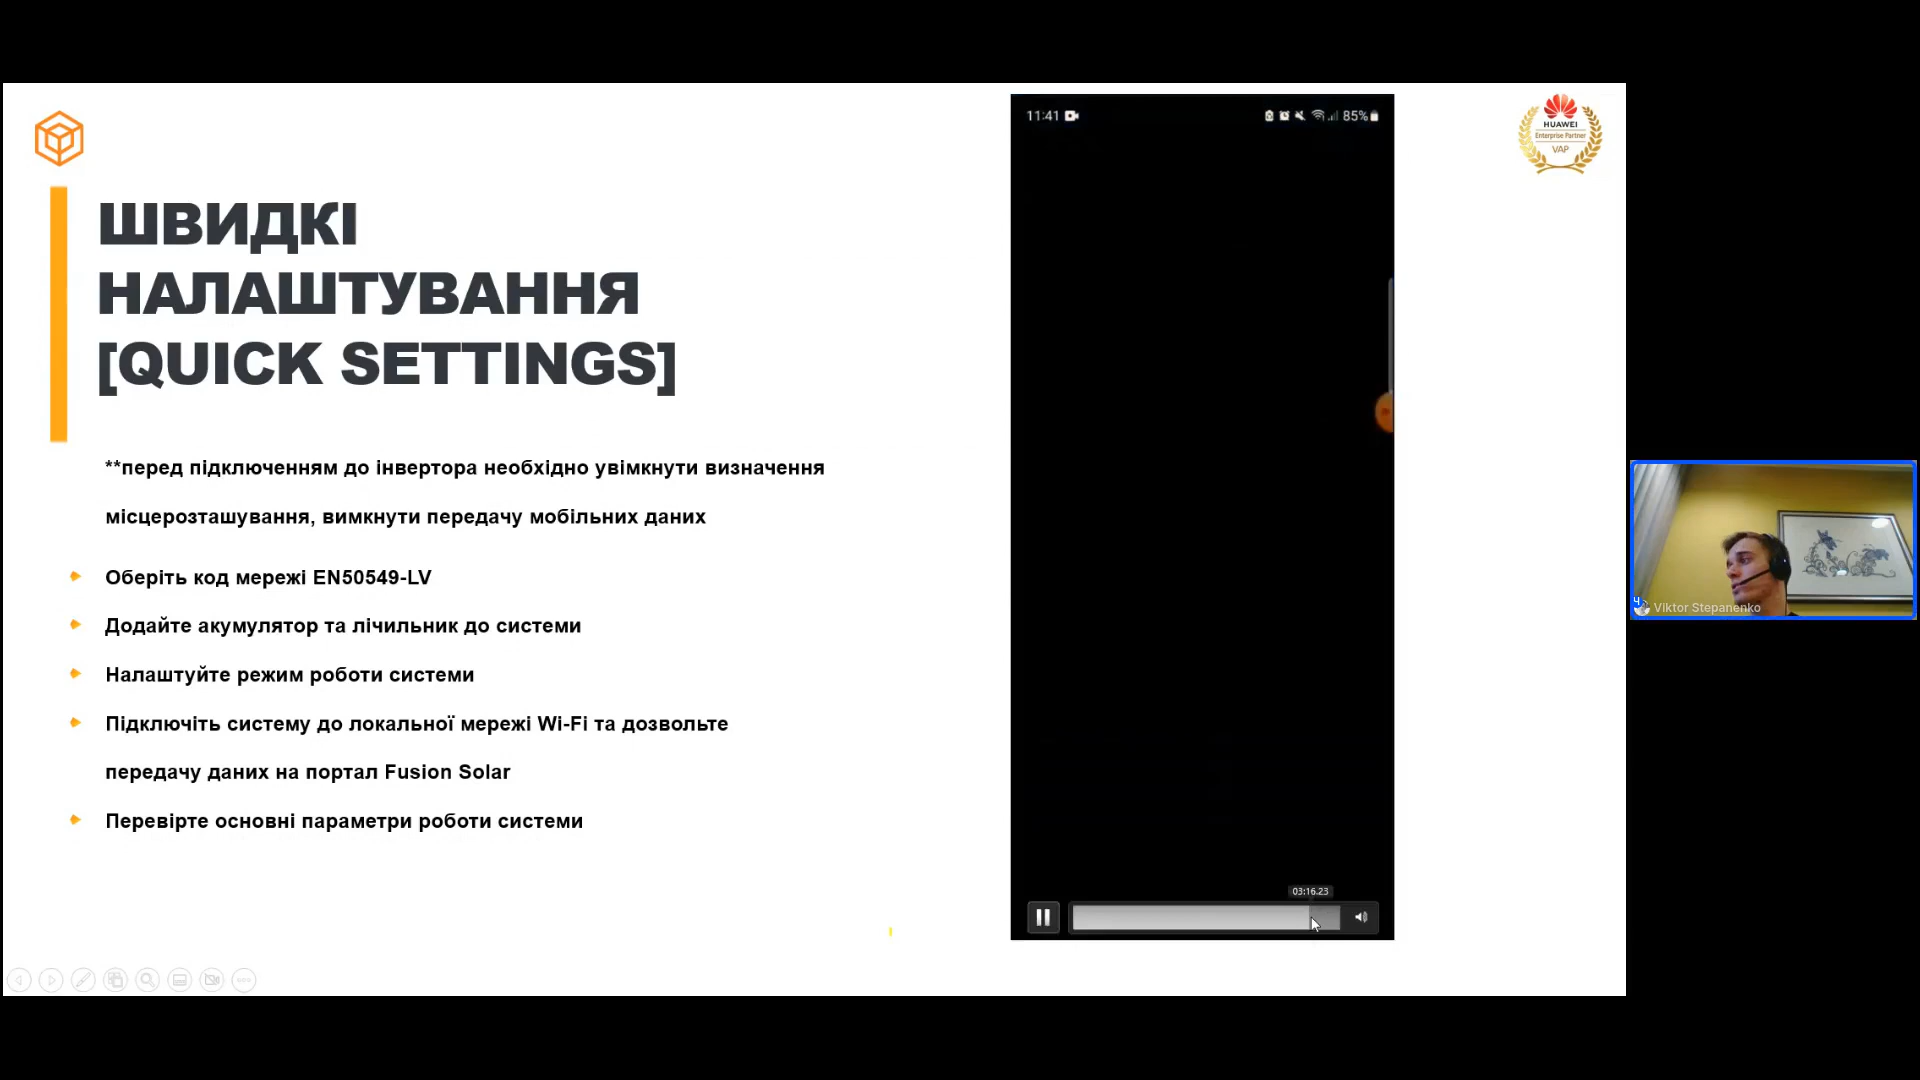 ШВИДКІ
НАЛАШТУВАННЯ
[QUICK SETTINGS]
**перед підключенням до інвертора необхідно увімкнути визначення
місцерозташування, вимкнути передачу мобільних даних
Оберіть код мережі EN50549-LV
Додайте акумулятор та лічильник до системи
Налаштуйте режим роботи системи
Підключіть систему до локальної мережі Wi-Fi та дозвольте
передачу даних на портал Fusion Solar
Перевірте основні параметри роботи системи
11:41
85%
03:16.23
HUAWEI
Enterprise Partner
VAP
Viktor Stepanenko